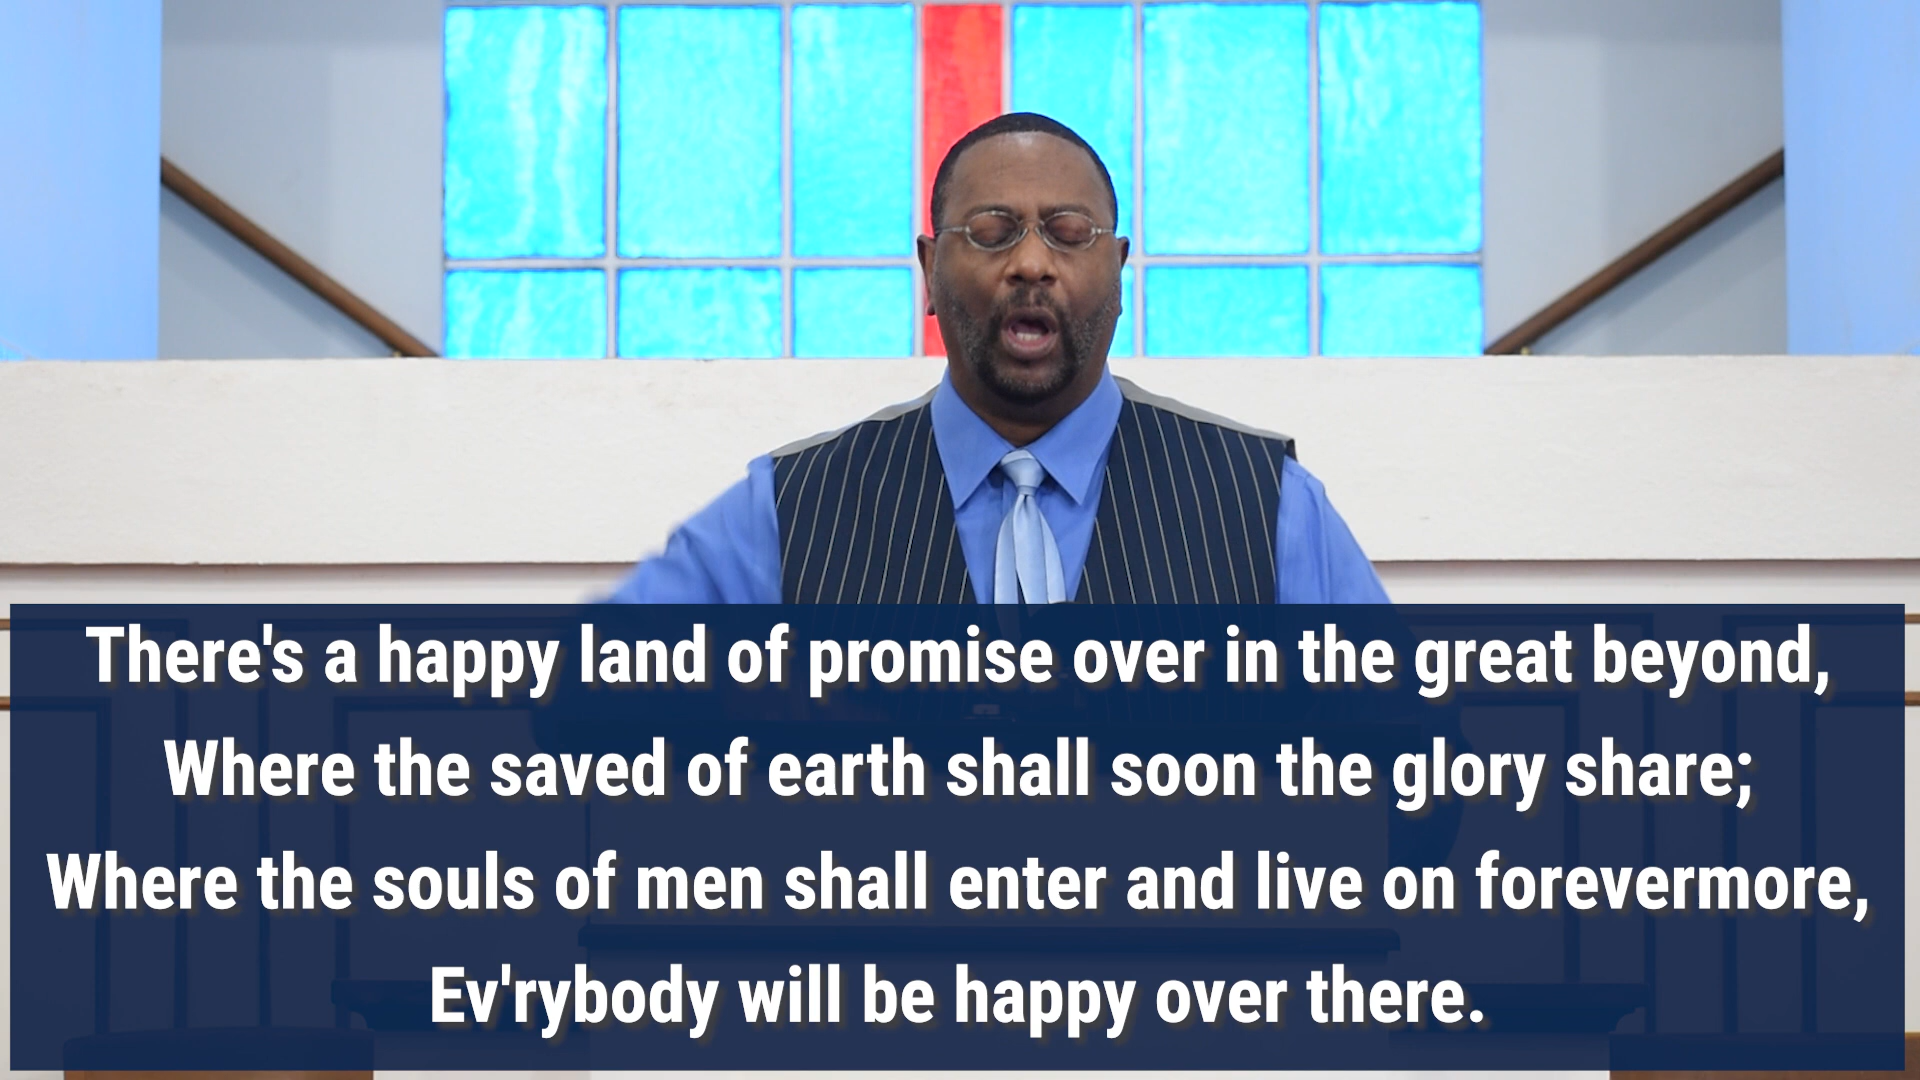 There's a happy land of promise over in the great beyond,
Where the saved of earth shall soon the glory share;
Where the souls of men shall enter and live on forevermore,
Ev'rybody will be happy over there.